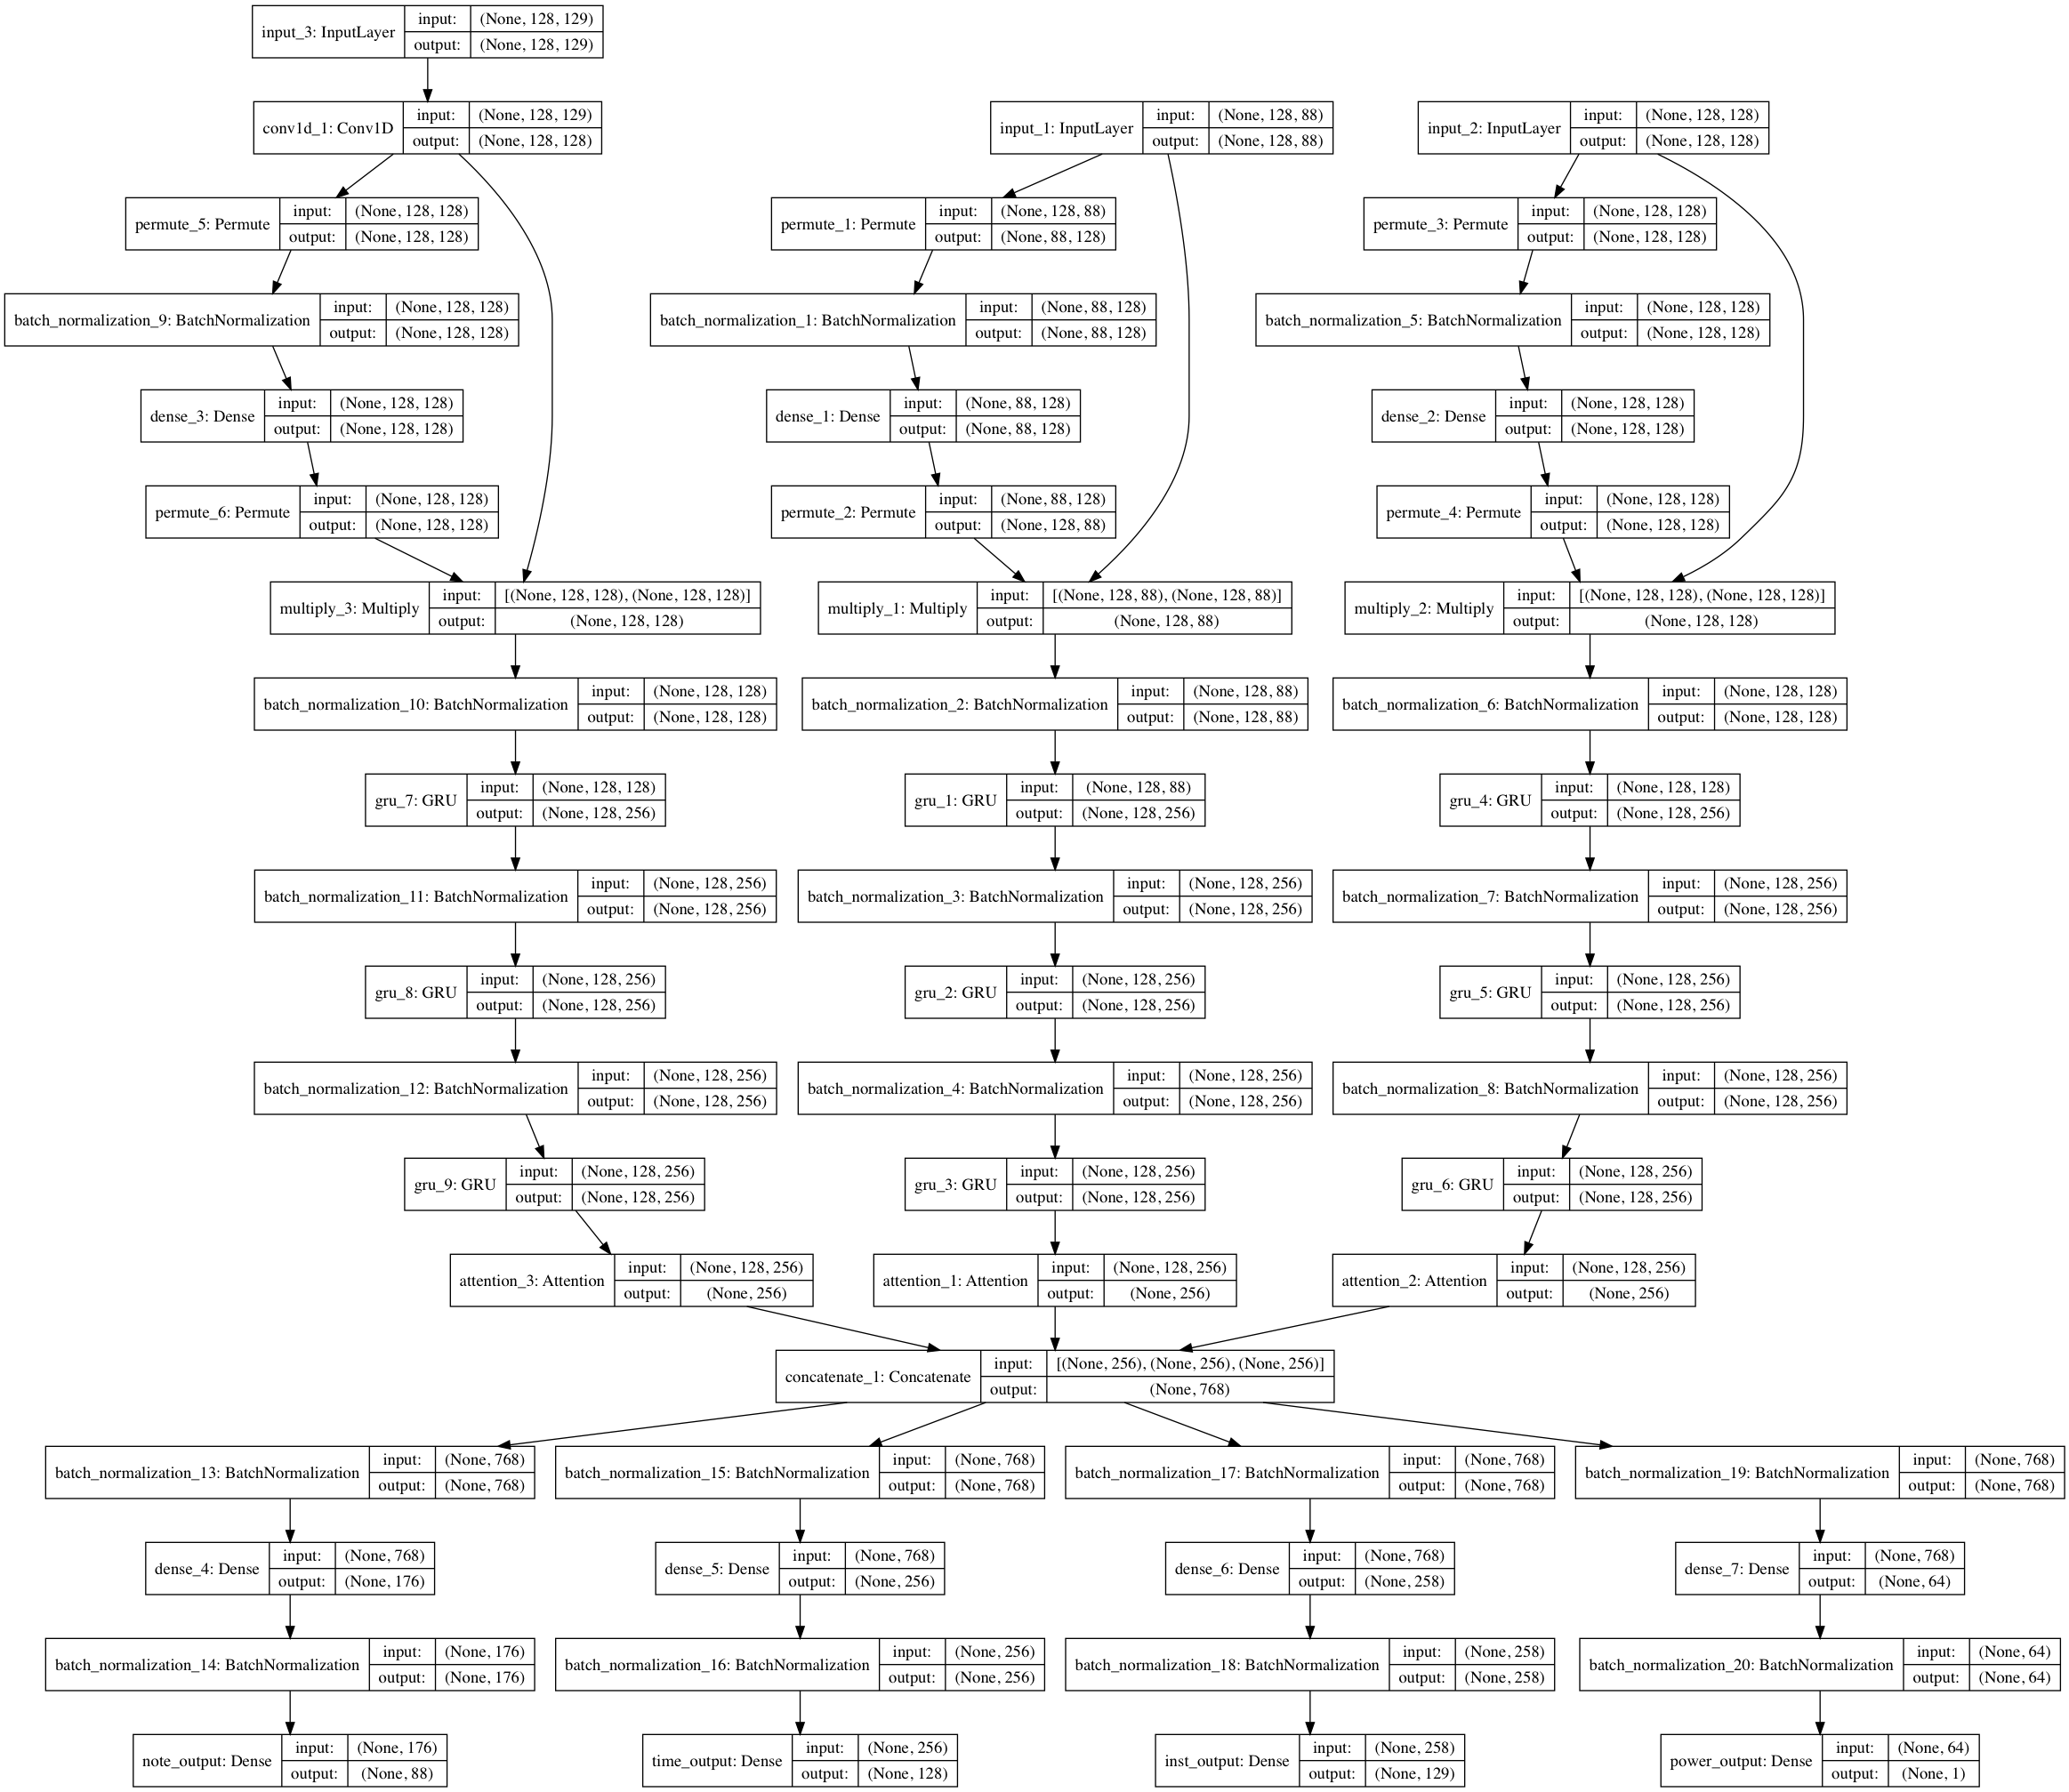 input_3: InputLayer input: (None, 128, 129)
output: (None, 128, 129)
conv1d_1: Conv1D input: (None, 128, 129)
output: (None, 128, 128)
input_1: InputLayer input: (None, 128, 88)
output: (None, 128, 88)
input_2: InputLayer input: (None, 128, 128)
output: (None, 128, 128)
permute_5: Permute input: (None, 128, 128)
output: (None, 128, 128)
permute_1: Permute input: (None, 128, 88)
output: (None, 88, 128)
permute_3: Permute input: (None, 128, 128)
output: (None, 128, 128)
batch_normalization_9: BatchNormalization input: (None, 128, 128)
output: (None, 128, 128)
batch_normalization_1: BatchNormalization input: (None, 88, 128)
output: (None, 88, 128)
batch_normalization_5: BatchNormalization input: (None, 128, 128)
output: (None, 128, 128)
dense_3: Dense input: (None, 128, 128)
output: (None, 128, 128)
dense_1: Dense input: (None, 88, 128)
output: (None, 88, 128)
dense_2: Dense input: (None, 128, 128)
output: (None, 128, 128)
permute_6: Permute input: (None, 128, 128)
output: (None, 128, 128)
permute_2: Permute input: (None, 88, 128)
output: (None, 128, 88)
permute_4: Permute input: (None, 128, 128)
output: (None, 128, 128)
multiply_3: Multiply input: [(None, 128, 128), (None, 128, 128)]
output: (None, 128, 128)
multiply_1: Multiply input: [(None, 128, 88), (None, 128, 88)]
output: (None, 128, 88)
multiply_2: Multiply input: [(None, 128, 128), (None, 128, 128)]
output: (None, 128, 128)
batch_normalization_10: BatchNormalization input: (None, 128, 128)
output: (None, 128, 128)
batch_normalization_2: BatchNormalization input: (None, 128, 88)
output: (None, 128, 88)
batch_normalization_6: BatchNormalization input: (None, 128, 128)
output: (None, 128, 128)
gru_7: GRU input: (None, 128, 128)
output: (None, 128, 256)
gru_1: GRU input: (None, 128, 88)
output: (None, 128, 256)
gru_4: GRU input: (None, 128, 128)
output: (None, 128, 256)
batch_normalization_11: BatchNormalization input: (None, 128, 256)
output: (None, 128, 256)
batch_normalization_3: BatchNormalization input: (None, 128, 256)
output: (None, 128, 256)
batch_normalization_7: BatchNormalization input: (None, 128, 256)
output: (None, 128, 256)
gru_8: GRU input: (None, 128, 256)
output: (None, 128, 256)
gru_2: GRU input: (None, 128, 256)
output: (None, 128, 256)
gru_5: GRU input: (None, 128, 256)
output: (None, 128, 256)
batch_normalization_12: BatchNormalization input: (None, 128, 256)
output: (None, 128, 256)
batch_normalization_4: BatchNormalization input: (None, 128, 256)
output: (None, 128, 256)
batch_normalization_8: BatchNormalization input: (None, 128, 256)
output: (None, 128, 256)
gru_9: GRU input: (None, 128, 256)
output: (None, 128, 256)
gru_3: GRU input: (None, 128, 256)
output: (None, 128, 256)
gru_6: GRU input: (None, 128, 256)
output: (None, 128, 256)
attention_3: Attention input: (None, 128, 256)
output: (None, 256)
attention_1: Attention input: (None, 128, 256)
output: (None, 256)
attention_2: Attention input: (None, 128, 256)
output: (None, 256)
concatenate_1: Concatenate input: [(None, 256), (None, 256), (None, 256)]
output: (None, 768)
batch_normalization_13: BatchNormalization input: (None, 768)
output: (None, 768)
batch_normalization_15: BatchNormalization input: (None, 768)
output: (None, 768)
batch_normalization_17: BatchNormalization input: (None, 768)
output: (None, 768)
batch_normalization_19: BatchNormalization input: (None, 768)
output: (None, 768)
dense_4: Dense input: (None, 768)
output: (None, 176)
dense_5: Dense input: (None, 768)
output: (None, 256)
dense_6: Dense input: (None, 768)
output: (None, 258)
dense_7: Dense input: (None, 768)
output: (None, 64)
batch_normalization_14: BatchNormalization input: (None, 176)
output: (None, 176)
batch_normalization_16: BatchNormalization input: (None, 256)
output: (None, 256)
batch_normalization_18: BatchNormalization input: (None, 258)
output: (None, 258)
batch_normalization_20: BatchNormalization input: (None, 64)
output: (None, 64)
note_output: Dense input: (None, 176)
output: (None, 88)
time_output: Dense input: (None, 256)
output: (None, 128)
inst_output: Dense input: (None, 258)
output: (None, 129)
power_output: Dense input: (None, 64)
output: (None, 1)